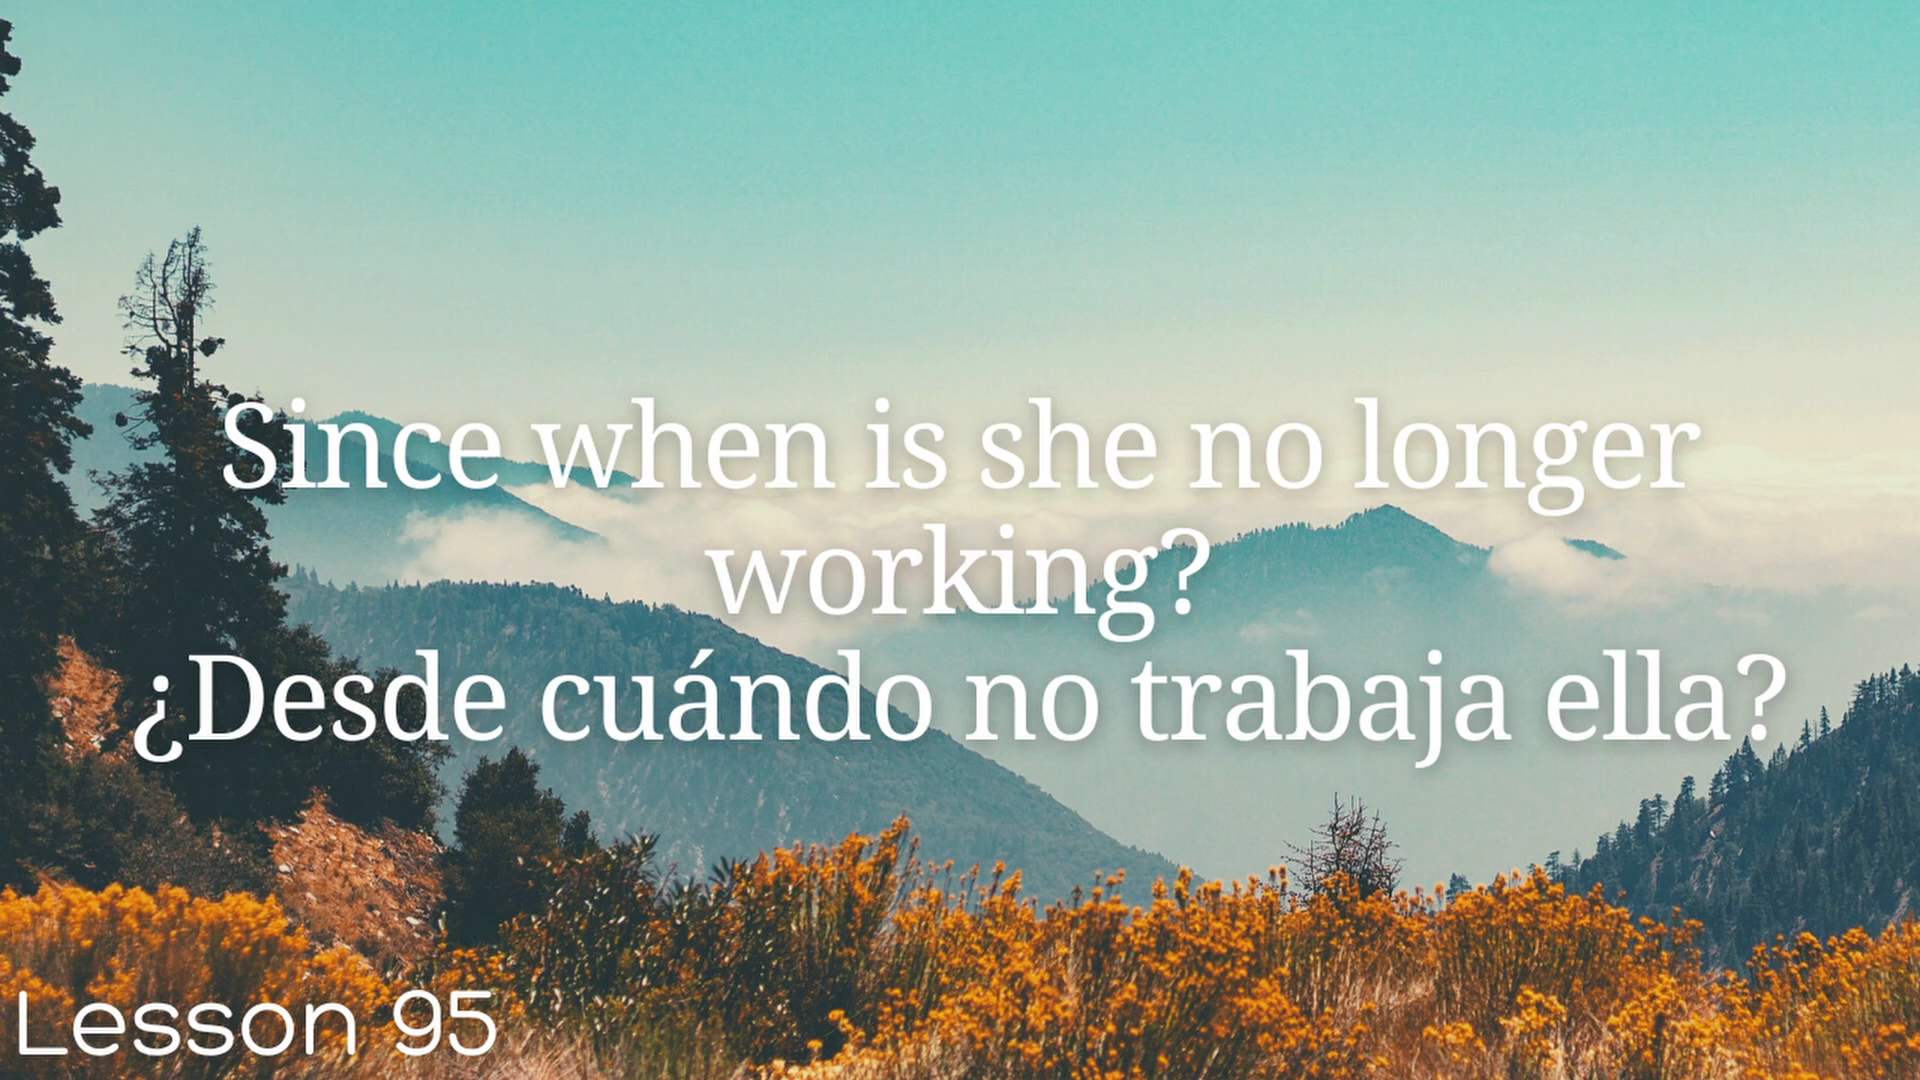 Since when is she no longer
working?
¿Desde cuándo no trabaja ella?
Lesson 95